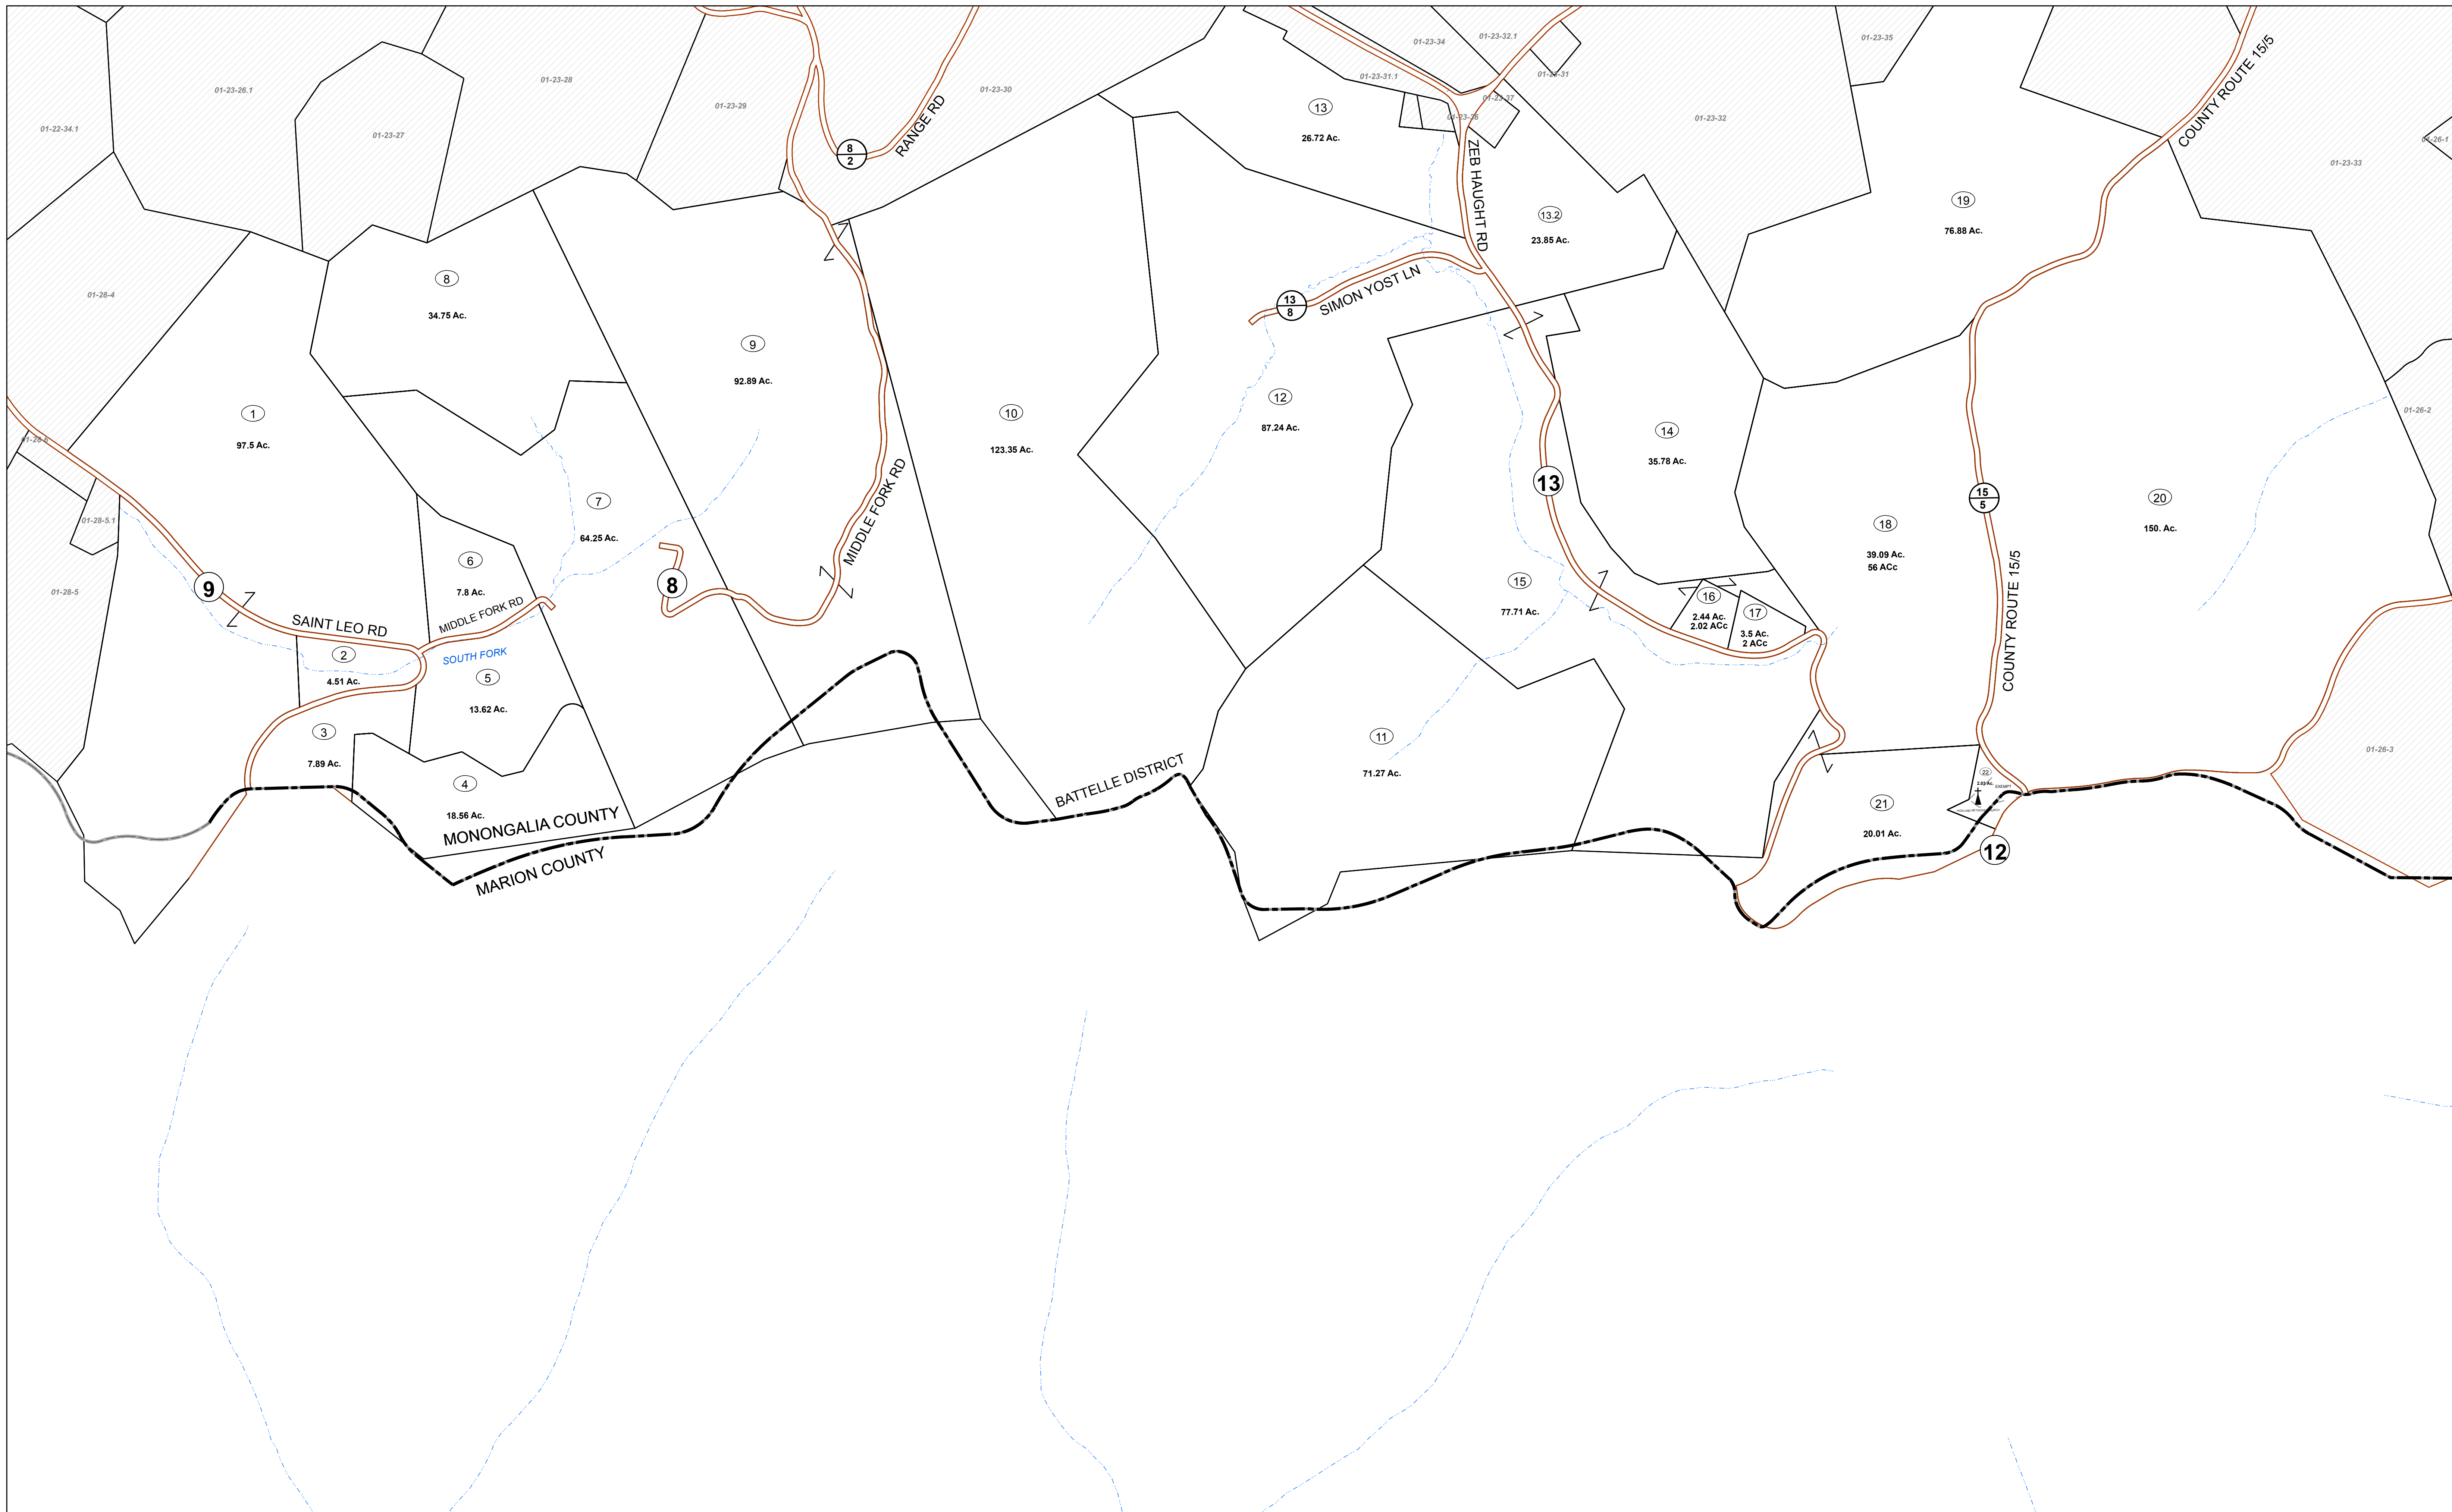 01-23-34
01-23-32.1
01-23-35
COUNTY ROUTE 15/5
01-23-28
01-23-31.1
01-23-31
01-23-26.1
01-23-30
01-23-37
01-23-29
13
01-23-32
RANGE RD
01-22-34.1
01-23-27
26.72 Ac.
ZEB HAUGHT RD
01-26-1
8
2
01-23-33
19
76.88 Ac.
13.2
23.85 Ac.
8
34.75 Ac.
01-28-4
13
8
SIMON YOST LN
9
92.89 Ac.
12
87.24 Ac.
1
97.5 Ac.
10
123.35 Ac.
01-26-2
14
35.78 Ac.
13
7
64.25 Ac.
MIDDLE FORK RD
15
5
20
150. Ac.
18
39.09 Ac.
56 ACc
01-28-5.1
6
7.8 Ac.
8
9
01-28-5
15
77.71 Ac.
16
2.44 Ac.
2.02 ACc
17
3.5 Ac.
2 ACc
COUNTY ROUTE 15/5
SAINT LEO RD
MIDDLE FORK RD
2
4.51 Ac.
SOUTH FORK
5
13.62 Ac.
3
7.89 Ac.
11
71.27 Ac.
01-26-3
BATTELLE DISTRICT
4
18.56 Ac.
22
EXEMPT
21
20.01 Ac.
12
MONONGALIA COUNTY
MARION COUNTY